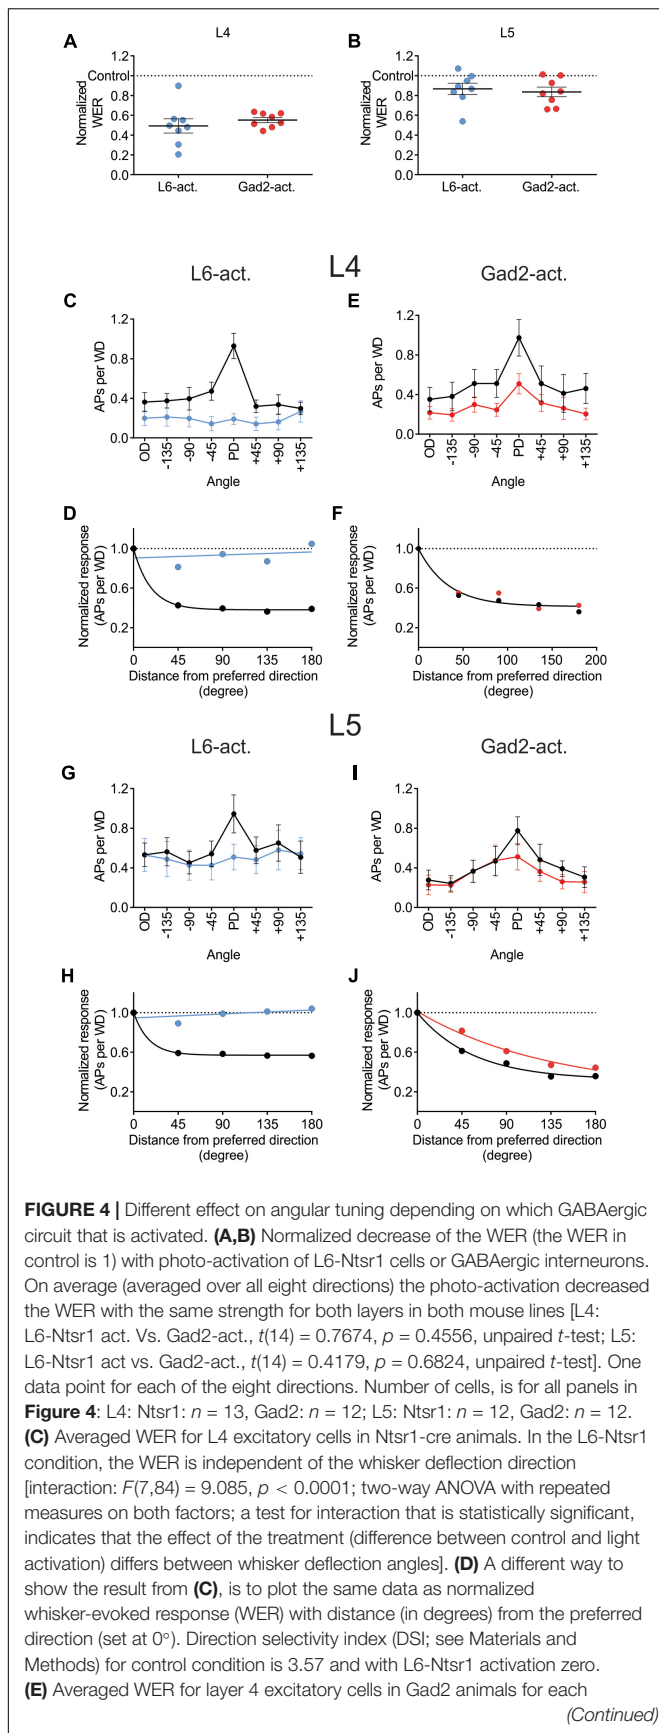 A
L4
B
L5
Normalized
WER
1.2
Control
0.8
0.6
0.4
0.2
0.0
L6-act.
Gad2-act.
Normalized
WER
1.2
Control
0.8
0.6
0.4
0.2
0.0
L6-act.
Gad2-act.
L4
L6-act.
Gad2-act.
C
APs per WD
1.2
0.8
0.4
0.0
OD
-135
-90
-45
PD
+45
+90
+135
Angle
E
APs per WD
1.2
0.8
0.4
0.0
OD
-135
-90
-45
PD
+45
+90
+135
Angle
D
Normalized response
(APs per WD)
1.0
0.6
0.2
0
45
90
135
180
Distance from preferred direction
(degree)
F
Normalized response
(APs per WD)
1.0
0.6
0.2
0
50
100
150
200
Distance from preferred direction
(degree)
L5
L6-act.
Gad2-act.
G
APs per WD
1.2
0.8
0.4
0.0
OD
-135
-90
-45
PD
+45
+90
+135
Angle
I
APs per WD
1.2
0.8
0.4
0.0
OD
-135
-90
-45
PD
+45
+90
+135
Angle
H
Normalized response
(APs per WD)
1.0
0.6
0.2
0
45
90
135
180
Distance from preferred direction
(degree)
J
Normalized response
(APs per WD)
1.0
0.6
0.2
0
45
90
135
180
Distance from preferred direction
(degree)
FIGURE 4 | Different effect on angular tuning depending on which GABAergic
circuit that is activated. (A,B) Normalized decrease of the WER (the WER in
control is 1) with photo-activation of L6-Ntsr1 cells or GABAergic interneurons.
On average (averaged over all eight directions) the photo-activation decreased
the WER with the same strength for both layers in both mouse lines [L4:
L6-Ntsr1 act. Vs. Gad2-act., t(14) = 0.7674, p = 0.4556, unpaired t-test; L5:
L6-Ntsr1 act vs. Gad2-act., t(14) = 0.4179, p = 0.6824, unpaired t-test]. One
data point for each of the eight directions. Number of cells, is for all panels in
Figure 4: L4: Ntsr1: n = 13, Gad2: n = 12; L5: Ntsr1: n = 12, Gad2: n = 12.
(C) Averaged WER for L4 excitatory cells in Ntsr1-cre animals. In the L6-Ntsr1
condition, the WER is independent of the whisker deflection direction
[interaction: F(7,84) = 9.085, p < 0.0001; two-way ANOVA with repeated
measures on both factors; a test for interaction that is statistically significant,
indicates that the effect of the treatment (difference between control and light
activation) differs between whisker deflection angles]. (D) A different way to
show the result from (C), is to plot the same data as normalized
whisker-evoked response (WER) with distance (in degrees) from the preferred
direction (set at 0°). Direction selectivity index (DSI; see Materials and
Methods) for control condition is 3.57 and with L6-Ntsr1 activation zero.
(E) Averaged WER for layer 4 excitatory cells in Gad2 animals for each
(Continued)